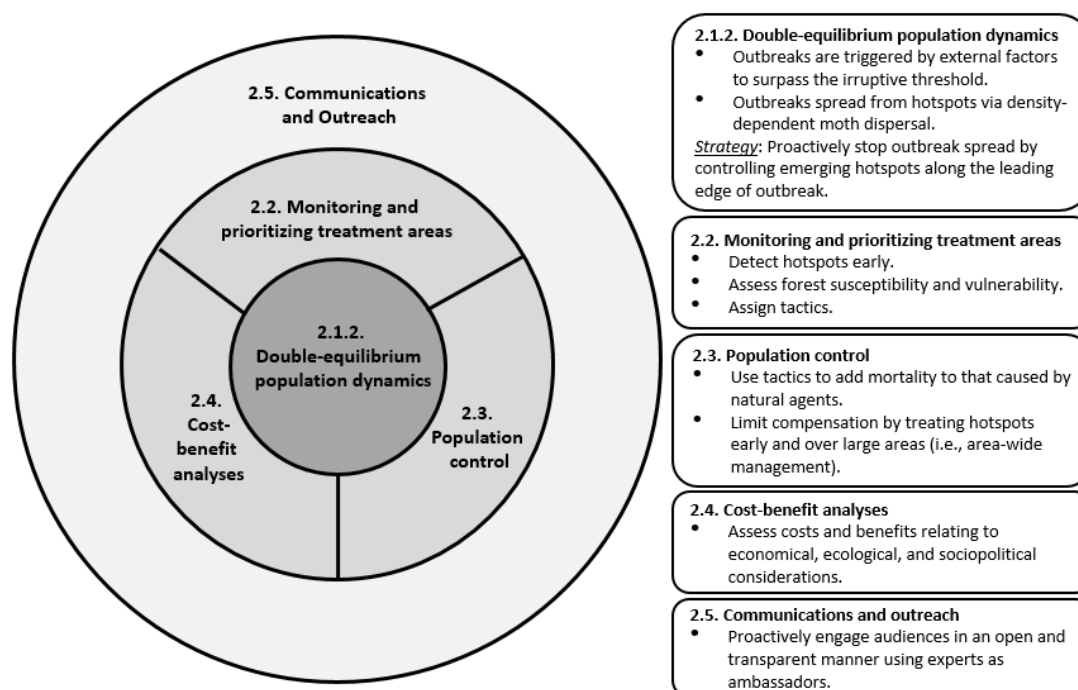 2.5. Communications
and Outreach
2.2. Monitoring and
prioritizing treatment areas
2.1.2.
Double-equilibrium
population dynamics
2.4.
Cost-
benefit
analyses
2.3.
Population
control
2.1.2. Double-equilibrium population dynamics
• Outbreaks are triggered by external factors
to surpass the irruptive threshold.
• Outbreaks spread from hotspots via density-
dependent moth dispersal.
Strategy: Proactively stop outbreak spread by
controlling emerging hotspots along the leading
edge of outbreak.
2.2. Monitoring and prioritizing treatment areas
• Detect hotspots early.
• Assess forest susceptibility and vulnerability.
• Assign tactics.
2.3. Population control
• Use tactics to add mortality to that caused by
natural agents.
• Limit compensation by treating hotspots
early and over large areas (i.e., area-wide
management).
2.4. Cost-benefit analyses
• Assess costs and benefits relating to
economical, ecological, and sociopolitical
considerations.
2.5. Communications and outreach
• Proactively engage audiences in an open and
transparent manner using experts as
ambassadors.